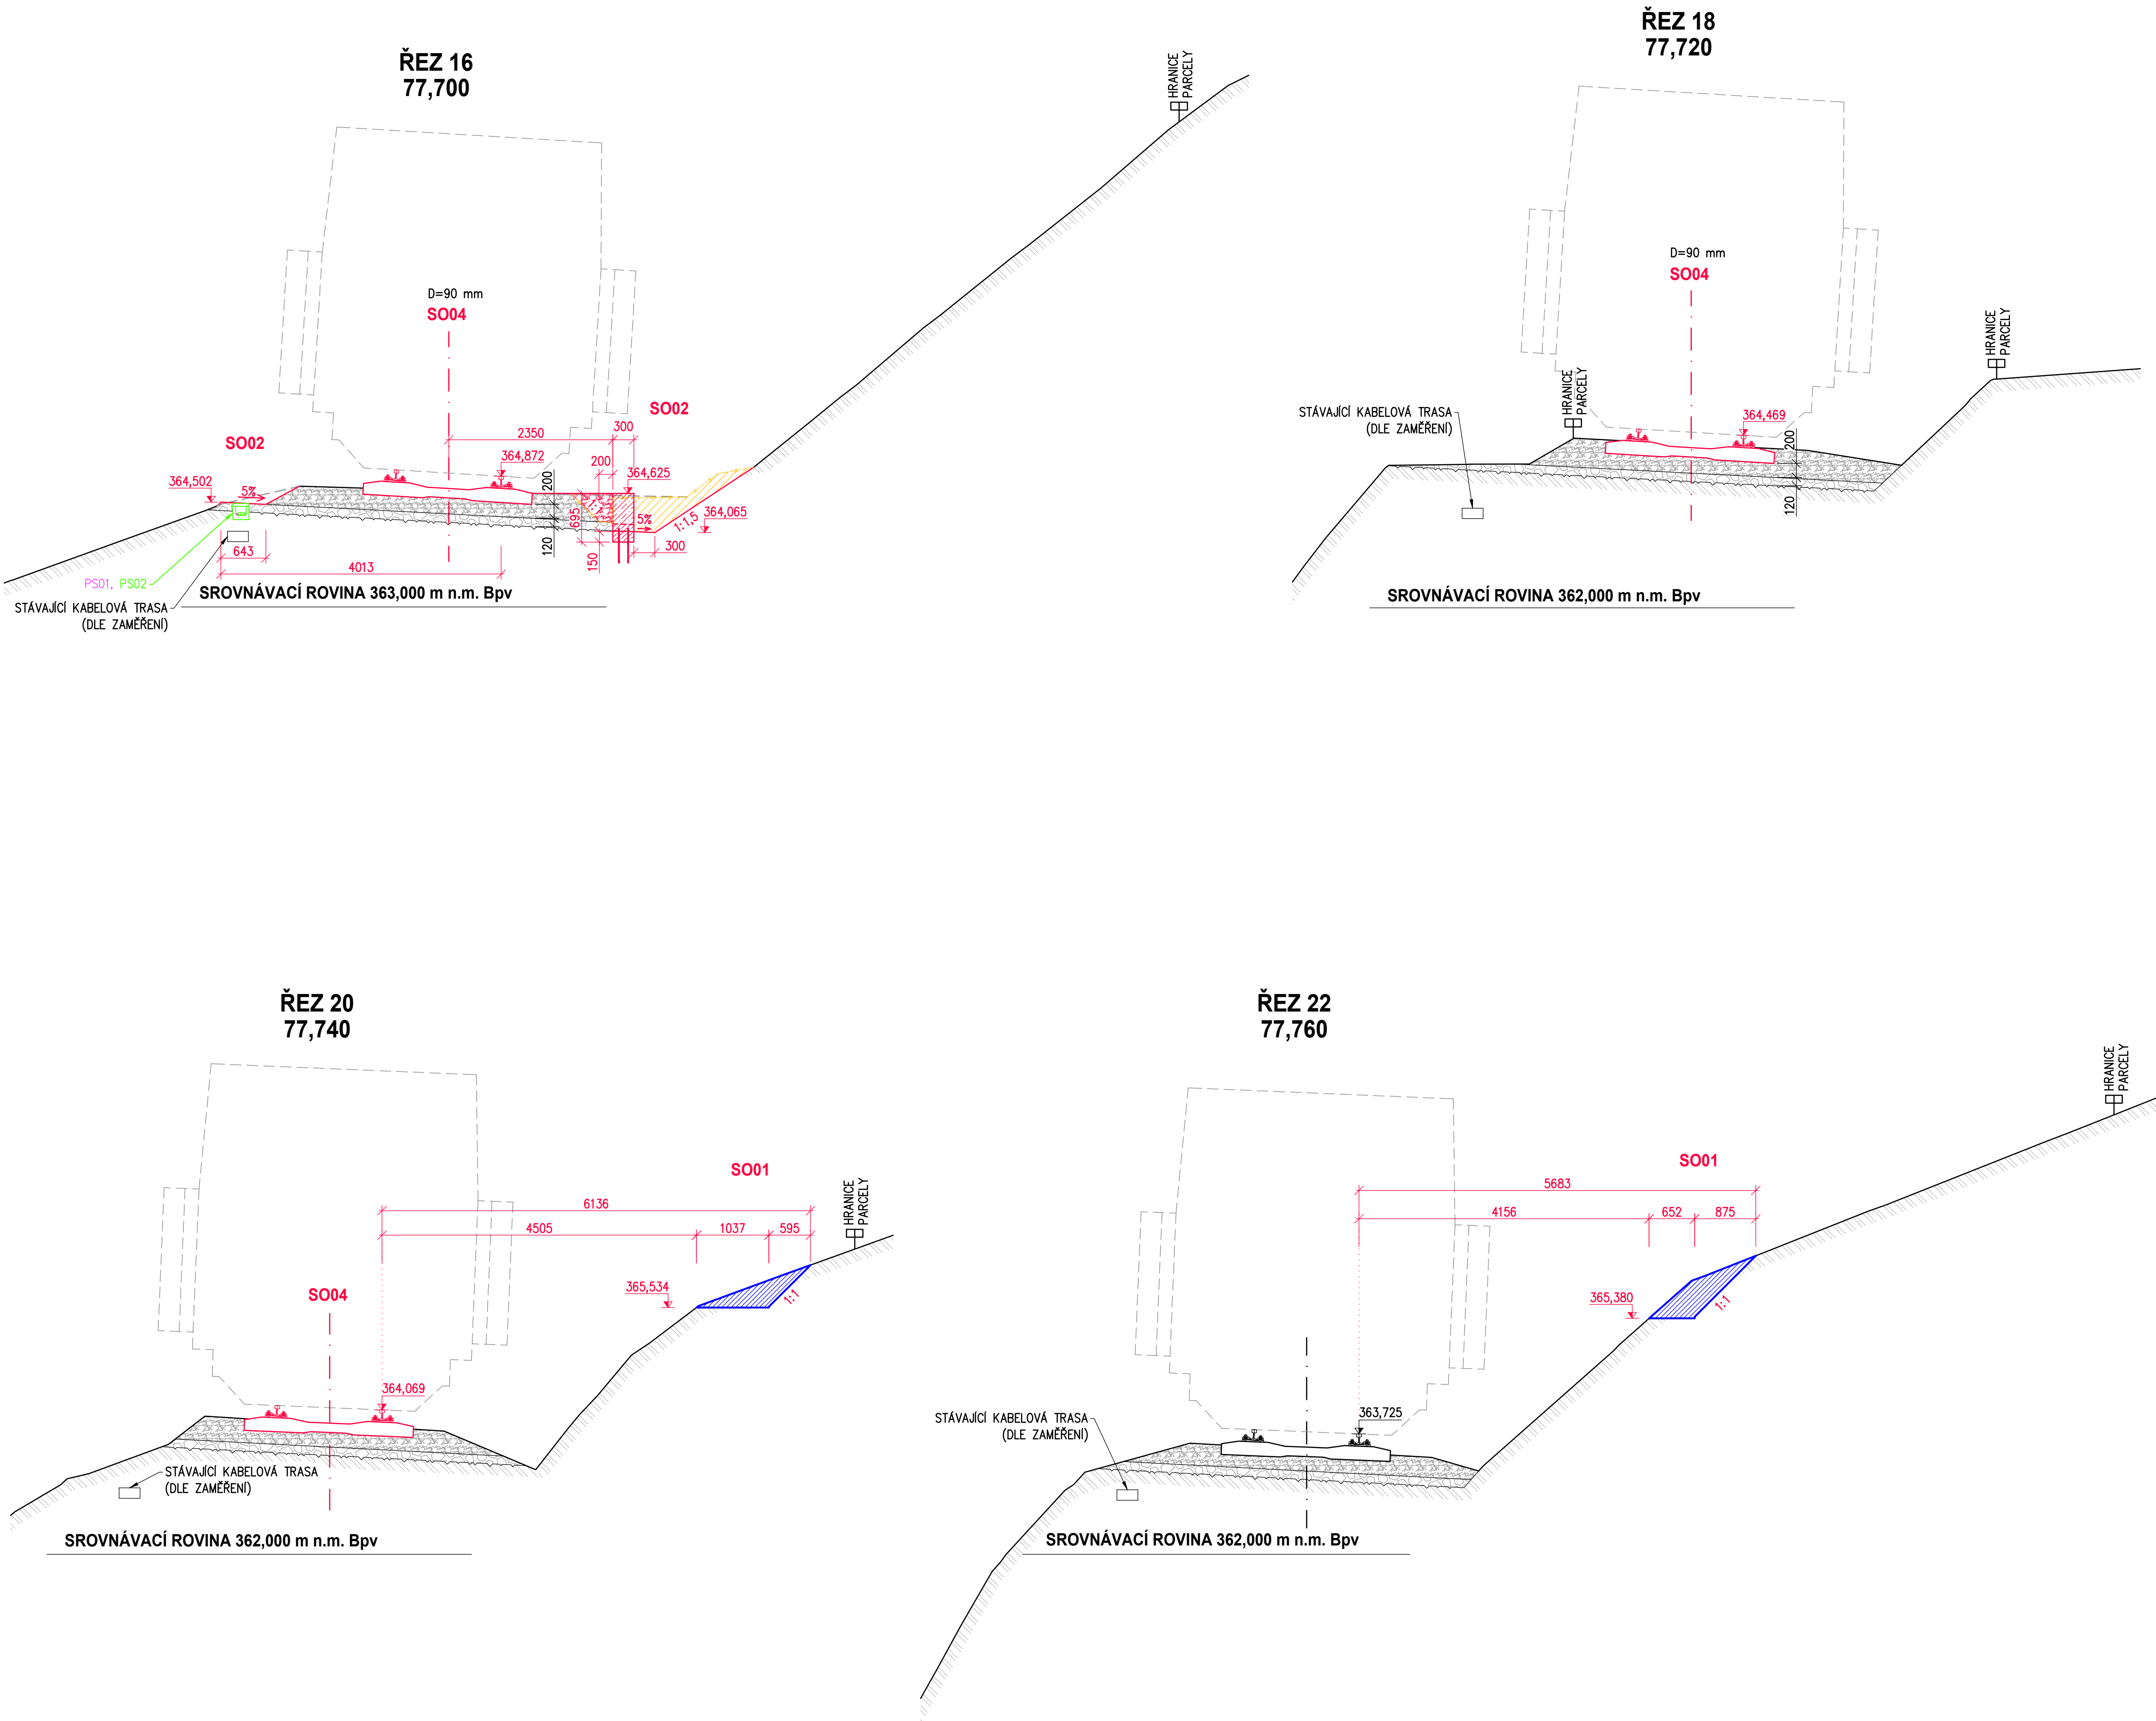 ŘEZ 16
77,700
HRANICE
PARCELY
D=90 mm
SO04
SO02
SO02
2350
300
364,872
200
364,625
364,502
5%
200
695
1:1
5%
1:1,5
364,065
120
150
300
643
4013
PS01, PS02
STÁVAJÍCÍ KABELOVÁ TRASA
(DLE ZAMĚŘENÍ)
SROVNÁVACÍ ROVINA 363,000 m n.m. Bpv
ŘEZ 18
77,720
D=90 mm
SO04
HRANICE
PARCELY
HRANICE
PARCELY
STÁVAJÍCÍ KABELOVÁ TRASA
(DLE ZAMĚŘENÍ)
364,469
200
120
SROVNÁVACÍ ROVINA 362,000 m n.m. Bpv
ŘEZ 20
77,740
SO01
HRANICE
PARCELY
6136
4505
1037
595
365,534
1:1
SO04
364,069
STÁVAJÍCÍ KABELOVÁ TRASA
(DLE ZAMĚŘENÍ)
SROVNÁVACÍ ROVINA 362,000 m n.m. Bpv
ŘEZ 22
77,760
HRANICE
PARCELY
SO01
5683
4156
652
875
365,380
1:1
363,725
STÁVAJÍCÍ KABELOVÁ TRASA
(DLE ZAMĚŘENÍ)
SROVNÁVACÍ ROVINA 362,000 m n.m. Bpv